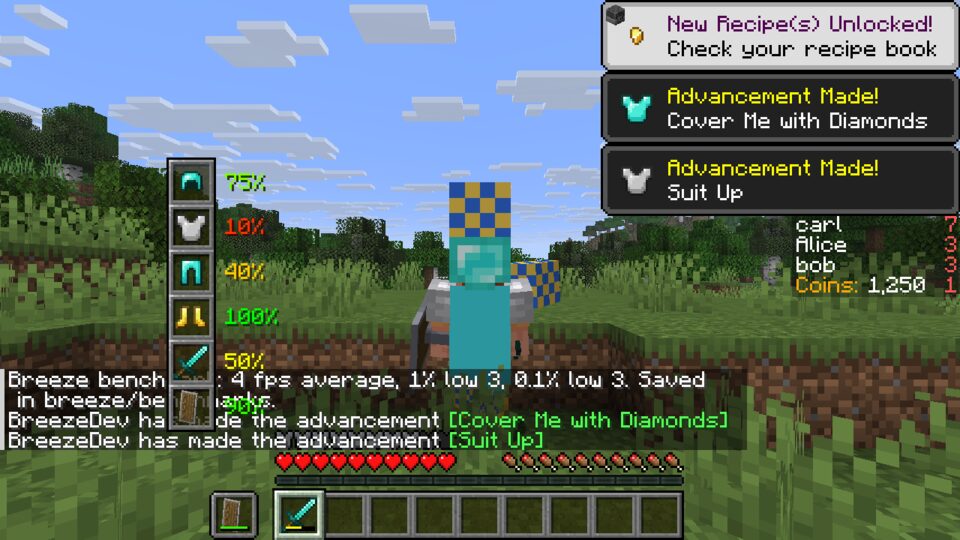 New Recipe(s) Unlocked!
Check your recipe book
Advancement Made!
Cover Me with Diamonds
Advancement Made!
Suit Up
75%
10%
40%
100%
50%
90%
carl 7
Alice 3
bob 3
Coins: 1,250 1
Breeze bench : 4 fps average, 1% low 3, 0.1% low 3. Saved
in breeze/be marks.
BreezeDev ha de the advancement [Cover Me with Diamonds]
BreezeDev has made the advancement [Suit Up]